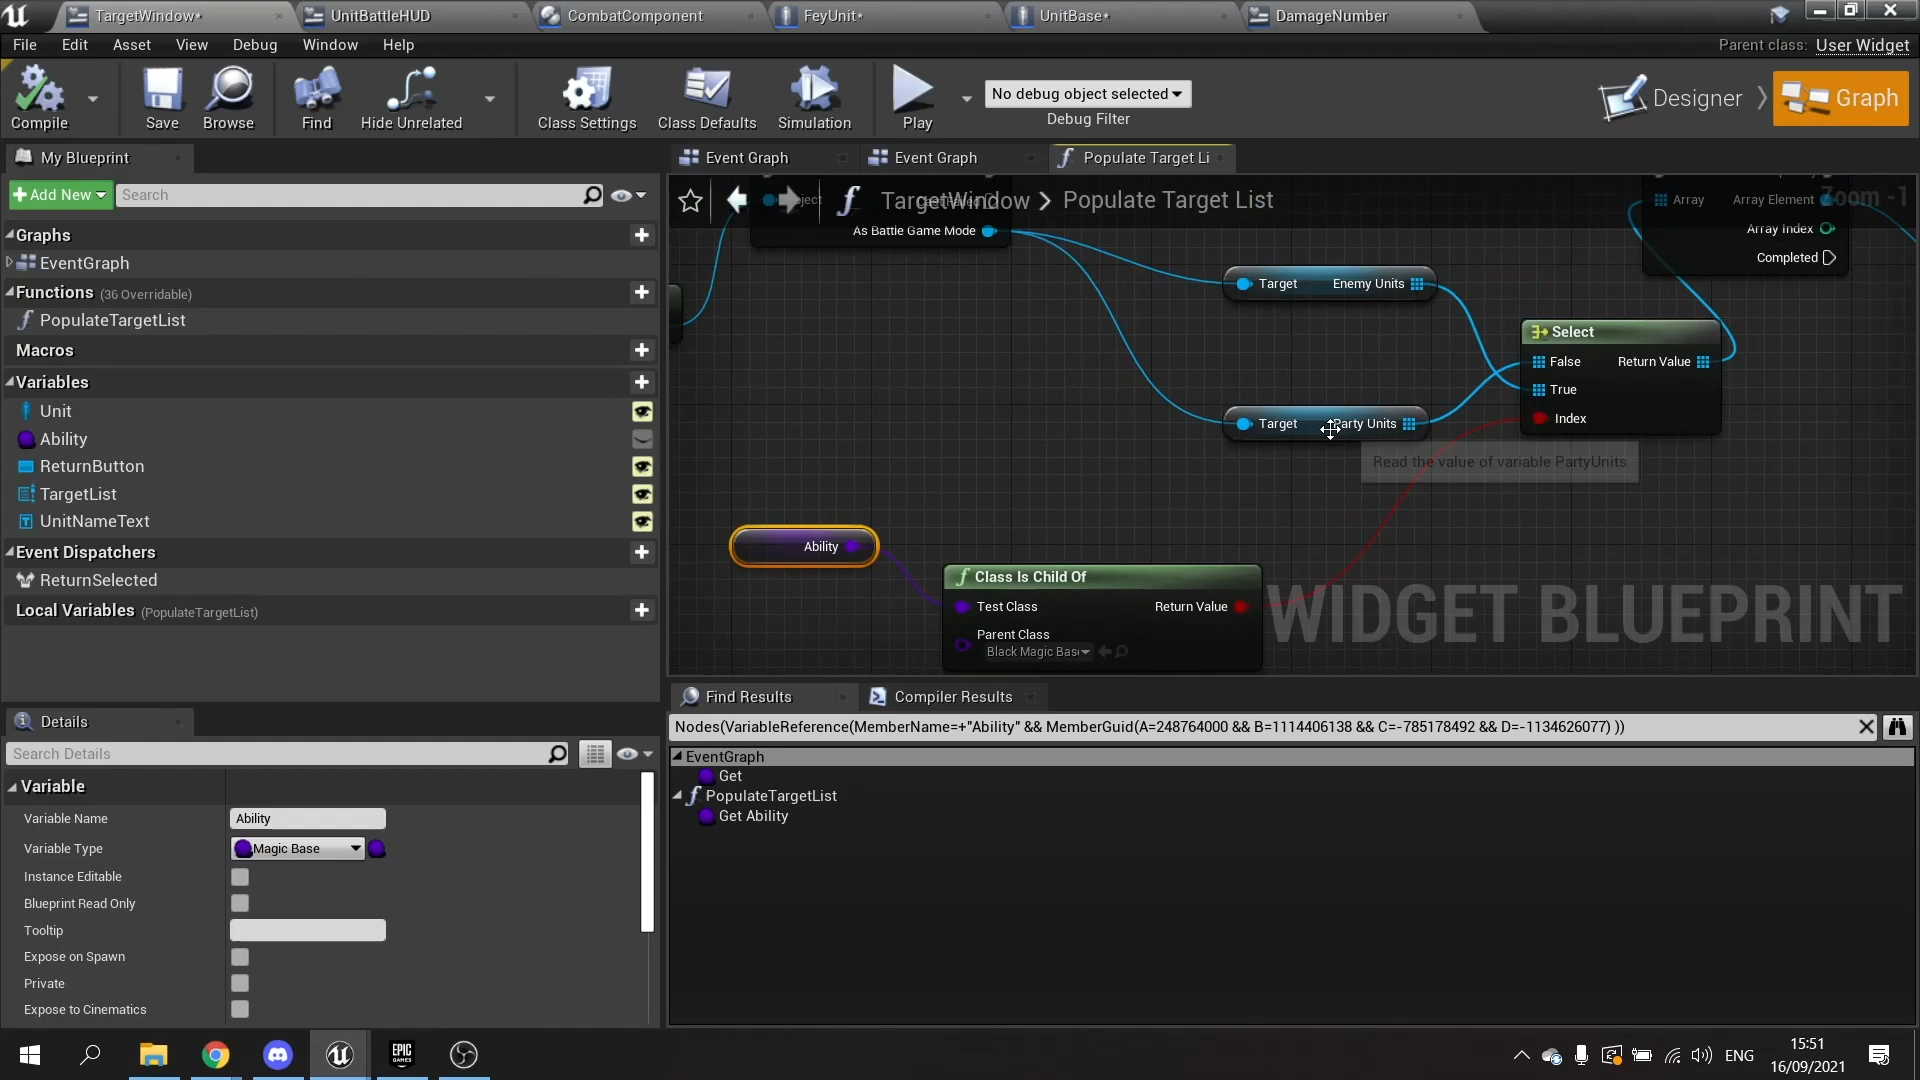 TargetWindow*
UnitBattleHUD
CombatComponent
FeyUnit*
UnitBase*
DamageNumber
File Edit Asset View Debug Window Help
Parent class: User Widget
Compile
Save
Browse
Find
Hide Unrelated
Class Settings
Class Defaults
Simulation
Play
No debug object selected
Debug Filter
Designer
Graph
My Blueprint
Add New
Search
Graphs
EventGraph
Functions (36 Overridable)
PopulateTargetList
Macros
Variables
Unit
Ability
ReturnButton
TargetList
UnitNameText
Event Dispatchers
ReturnSelected
Local Variables (PopulateTargetList)
Event Graph
Event Graph
Populate Target Li
TargetWindow > Populate Target List
Zoom -1
As Battle Game Mode
Target Enemy Units
Target Party Units
Read the value of variable PartyUnits
Array Array Element
Array Index
Completed
Select
False Return Value
True
Index
Ability
Class Is Child Of
Test Class Return Value
Parent Class
Black Magic Bas
WIDGET BLUEPRINT
Details
Search Details
Variable
Variable Name Ability
Variable Type Magic Base
Instance Editable
Blueprint Read Only
Tooltip
Expose on Spawn
Private
Expose to Cinematics
Find Results
Compiler Results
Nodes(VariableReference(MemberName=+"Ability" && MemberGuid(A=248764000 && B=1114406138 && C=-785178492 && D=-1134626077) ))
EventGraph
Get
PopulateTargetList
Get Ability
EPIC
GAMES
ENG
15:51
16/09/2021